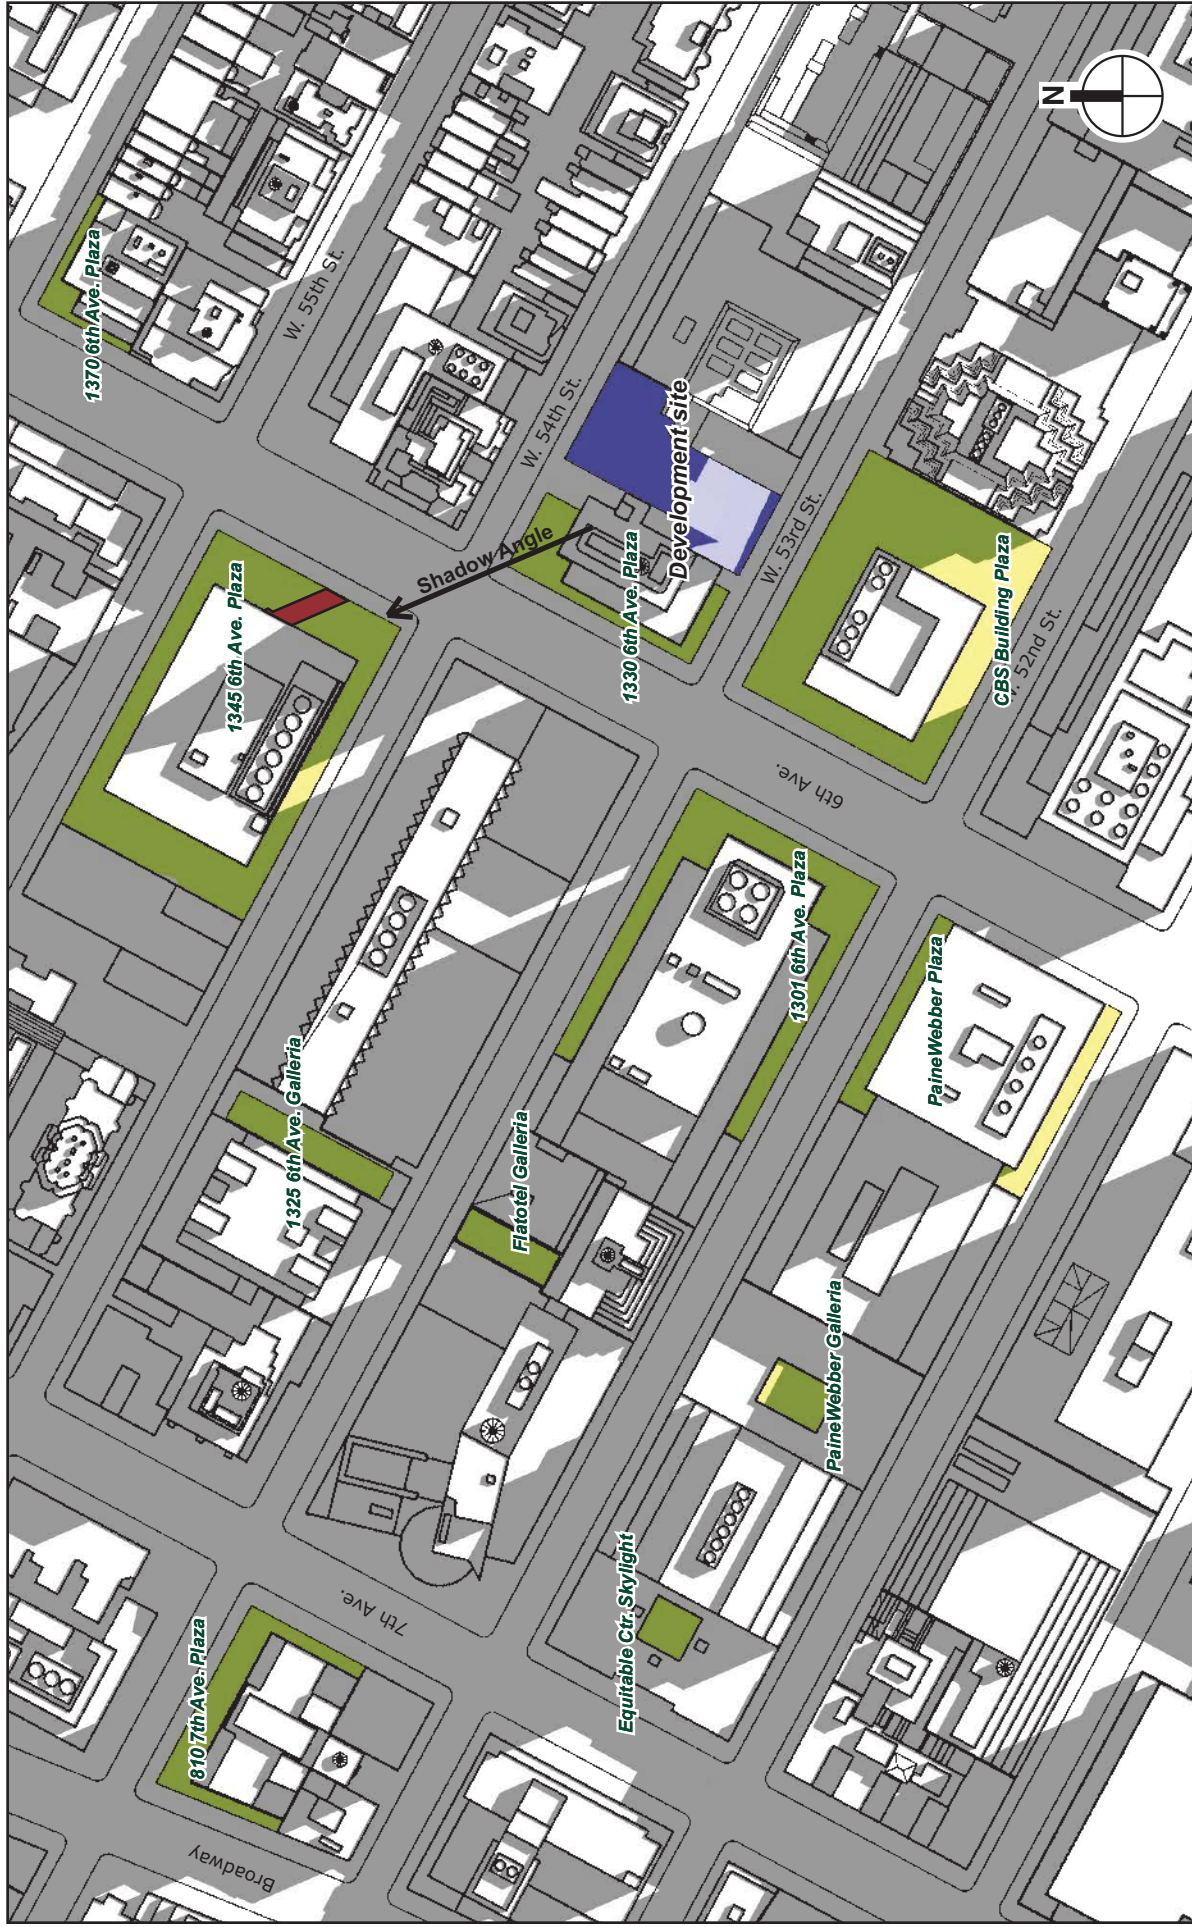 N
1370 6th Ave. Plaza
W. 55th St.
W. 54th St.
Development site
W. 53rd St.
Shadow Angle
1345 6th Ave. Plaza
1330 6th Ave. Plaza
CBS Building Plaza
52nd St.
6th Ave.
1301 6th Ave. Plaza
PaineWebber Plaza
1325 6th Ave. Galleria
Flatotel Galleria
PaineWebber Galleria
Equitable Ctr. Skylight
7th Ave.
810 7th Ave. Plaza
Broadway